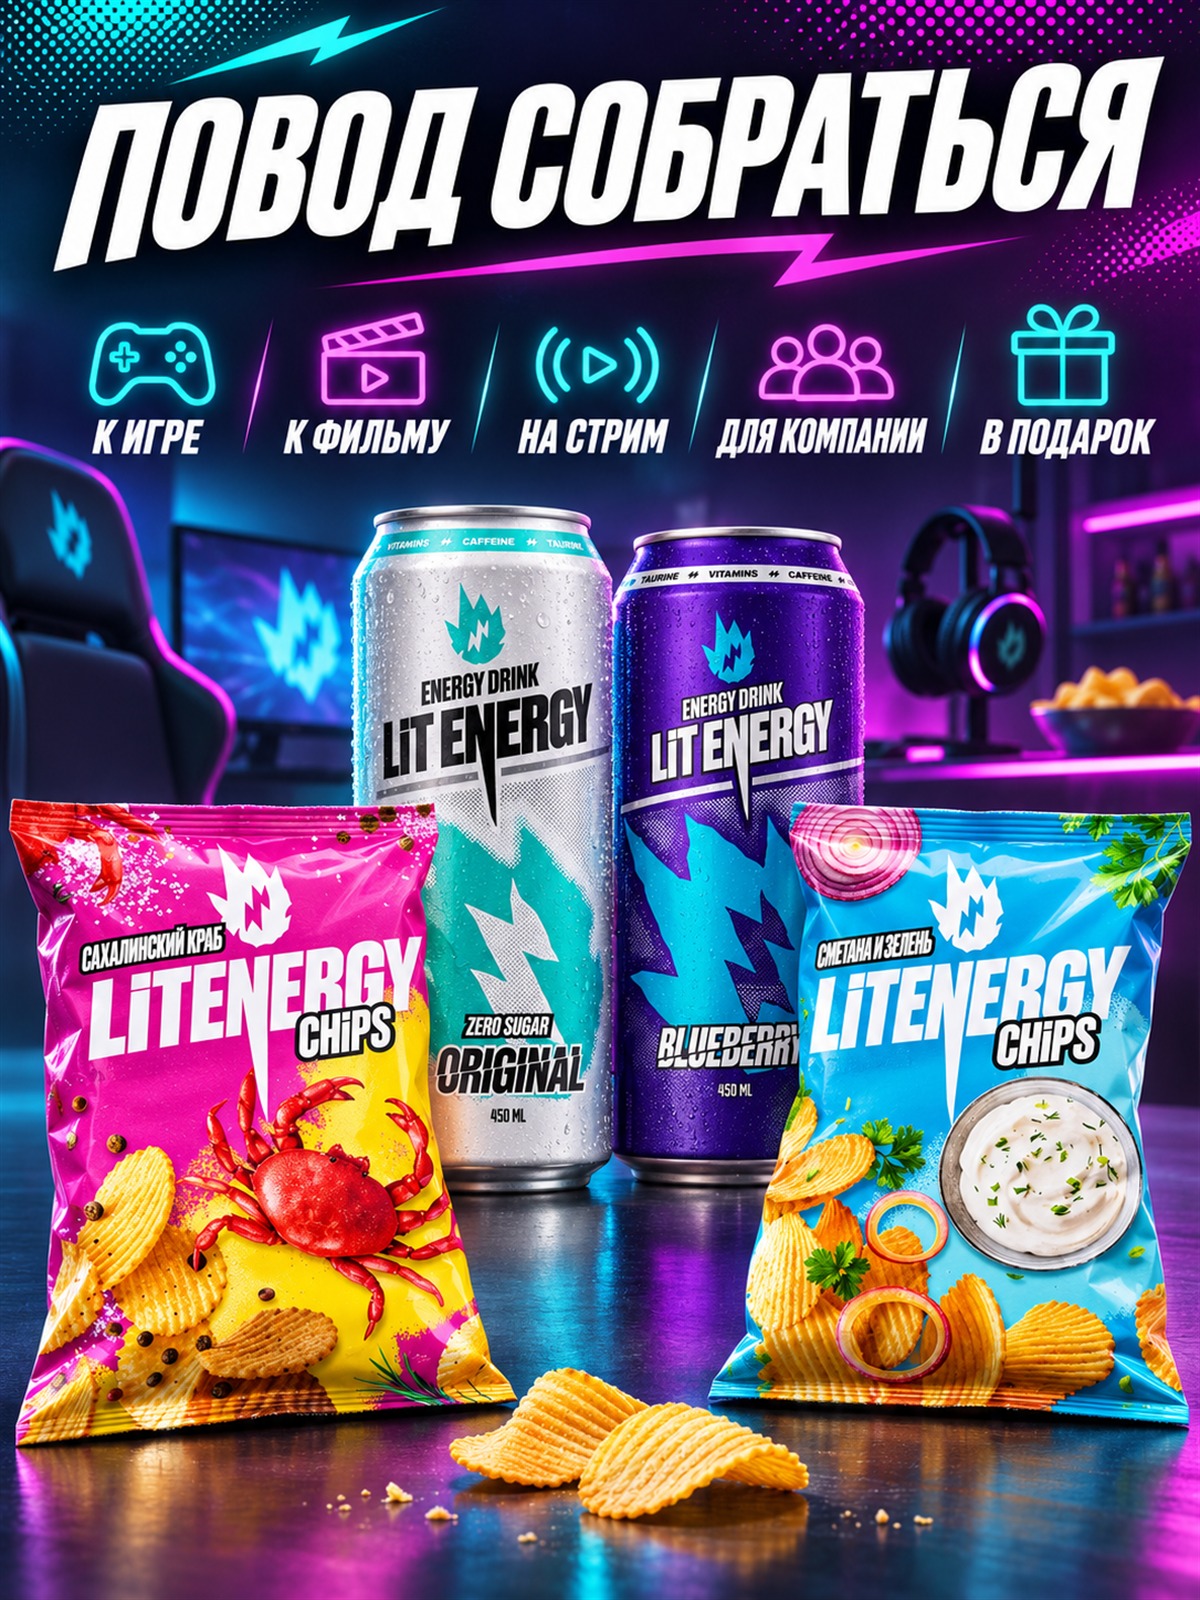 ПОВОД СОБРАТЬСЯ
К ИГРЕ
К ФИЛЬМУ
НА СТРИМ
ДЛЯ КОМПАНИИ
В ПОДАРОК
VITAMINS CAFFEINE TAURINE
ENERGY DRINK
LiT ENERGY
ZERO SUGAR
ORIGINAL
450 ML
TAURINE VITAMINS CAFFEINE
ENERGY DRINK
LiT ENERGY
BLUEBERRY
450 ML
САХАЛИНСКИЙ КРАБ
LiTENERGY
CHiPS
СМЕТАНА И ЗЕЛЕНЬ
LiTENERGY
CHiPS